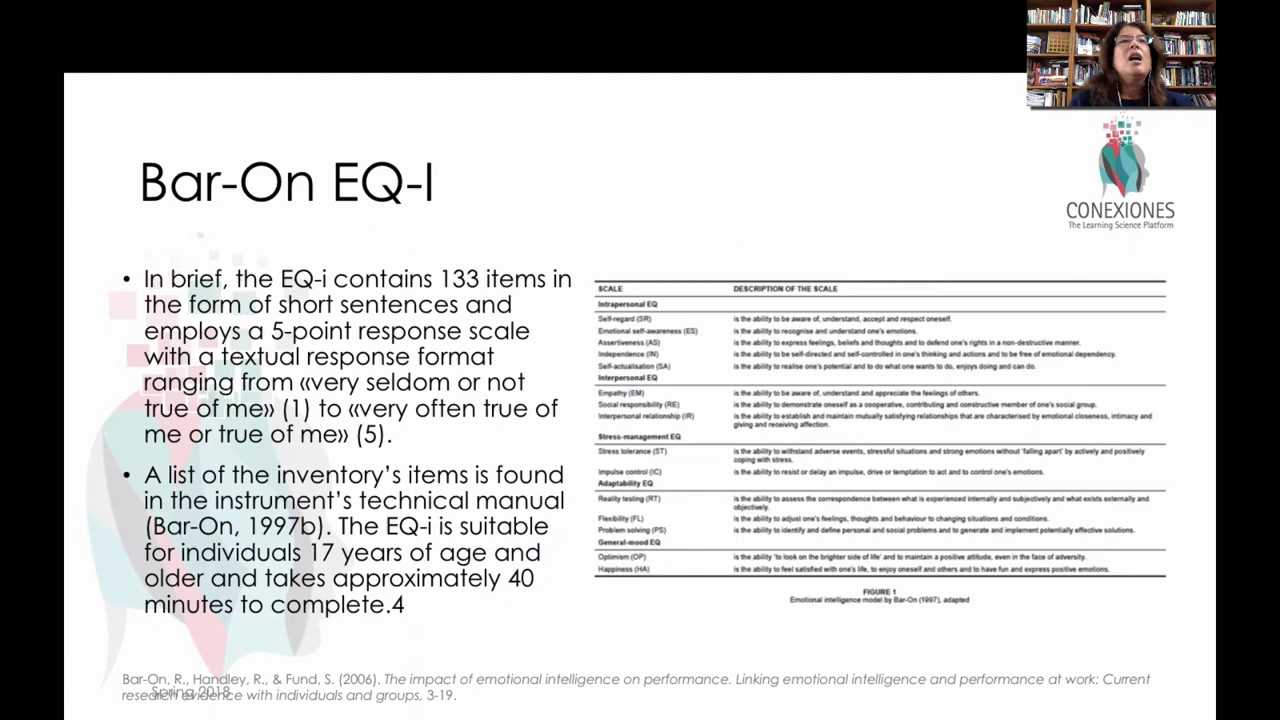 CONEXIONES
The Learning Science Platform
Bar-On EQ-I
• In brief, the EQ-i contains 133 items in
the form of short sentences and
employs a 5-point response scale
with a textual response format
ranging from «very seldom or not
true of me» (1) to «very often true of
me or true of me» (5).
• A list of the inventory's items is found
in the instrument's technical manual
(Bar-On, 1997b). The EQ-i is suitable
for individuals 17 years of age and
older and takes approximately 40
minutes to complete.4
SCALE DESCRIPTION OF THE SCALE
Intrapersonal EQ
Self-regard (SR) is the ability to be aware of, understand, accept and respect oneself.
Emotional self-awareness (ES) is the ability to recognise and understand one's emotions.
Assertiveness (AS) is the ability to express feelings, beliefs and thoughts and to defend one's rights in a non-destructive manner.
Independence (IN) is the ability to be self-directed and self-controlled in one's thinking and actions and to be free of emotional dependency.
Self-actualisation (SA) is the ability to realise one's potential and to do what one wants to do, enjoys doing and can do.
Interpersonal EQ
Empathy (EM) is the ability to be aware of, understand and appreciate the feelings of others.
Social responsibility (RE) is the ability to demonstrate oneself as a cooperative, contributing and constructive member of one's social group.
Interpersonal relationship (IR) is the ability to establish and maintain mutually satisfying relationships that are characterised by emotional closeness, intimacy and
giving and receiving affection.
Stress-management EQ
Stress tolerance (ST) is the ability to withstand adverse events, stressful situations and strong emotions without 'falling apart' by actively and positively
coping with stress.
Impulse control (IC) is the ability to resist or delay an impulse, drive or temptation to act and to control one's emotions.
Adaptability EQ
Reality testing (RT) is the ability to assess the correspondence between what is experienced internally and subjectively and what exists externally and
objectively.
Flexibility (FL) is the ability to adjust one's feelings, thoughts and behaviour to changing situations and conditions.
Problem solving (PS) is the ability to identify and define personal and social problems and to generate and implement potentially effective solutions.
General-mood EQ
Optimism (OP) is the ability 'to look on the brighter side of life' and to maintain a positive attitude, even in the face of adversity.
Happiness (HA) is the ability to feel satisfied with one's life, to enjoy oneself and others and to have fun and express positive emotions.
FIGURE 1
Emotional intelligence model by Bar-On (1997), adapted
Bar-On, R., Handley, R., & Fund, S. (2006). The impact of emotional intelligence on performance. Linking emotional intelligence and performance at work: Current
research evidence with individuals and groups, 3-19.
Spring 2018